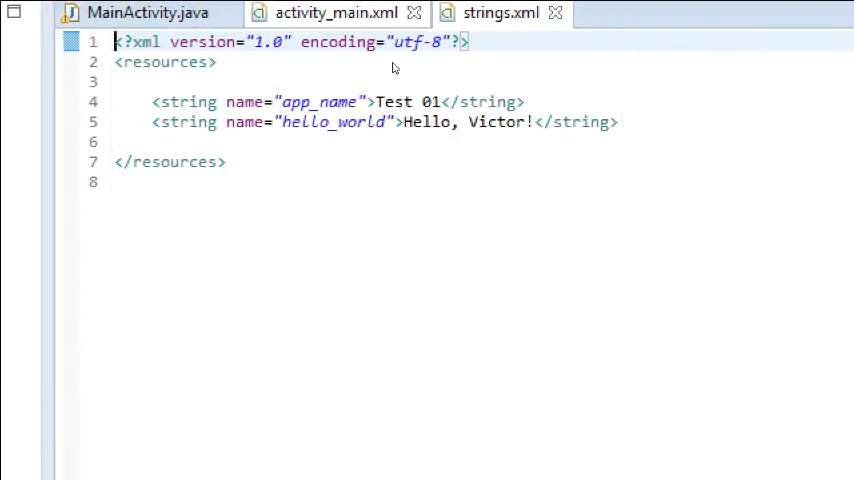 MainActivity.java activity_main.xml strings.xml
1 <?xml version="1.0" encoding="utf-8"?>
2 <resources>
3
4 <string name="app_name">Test 01</string>
5 <string name="hello_world">Hello, Victor!</string>
6
7 </resources>
8